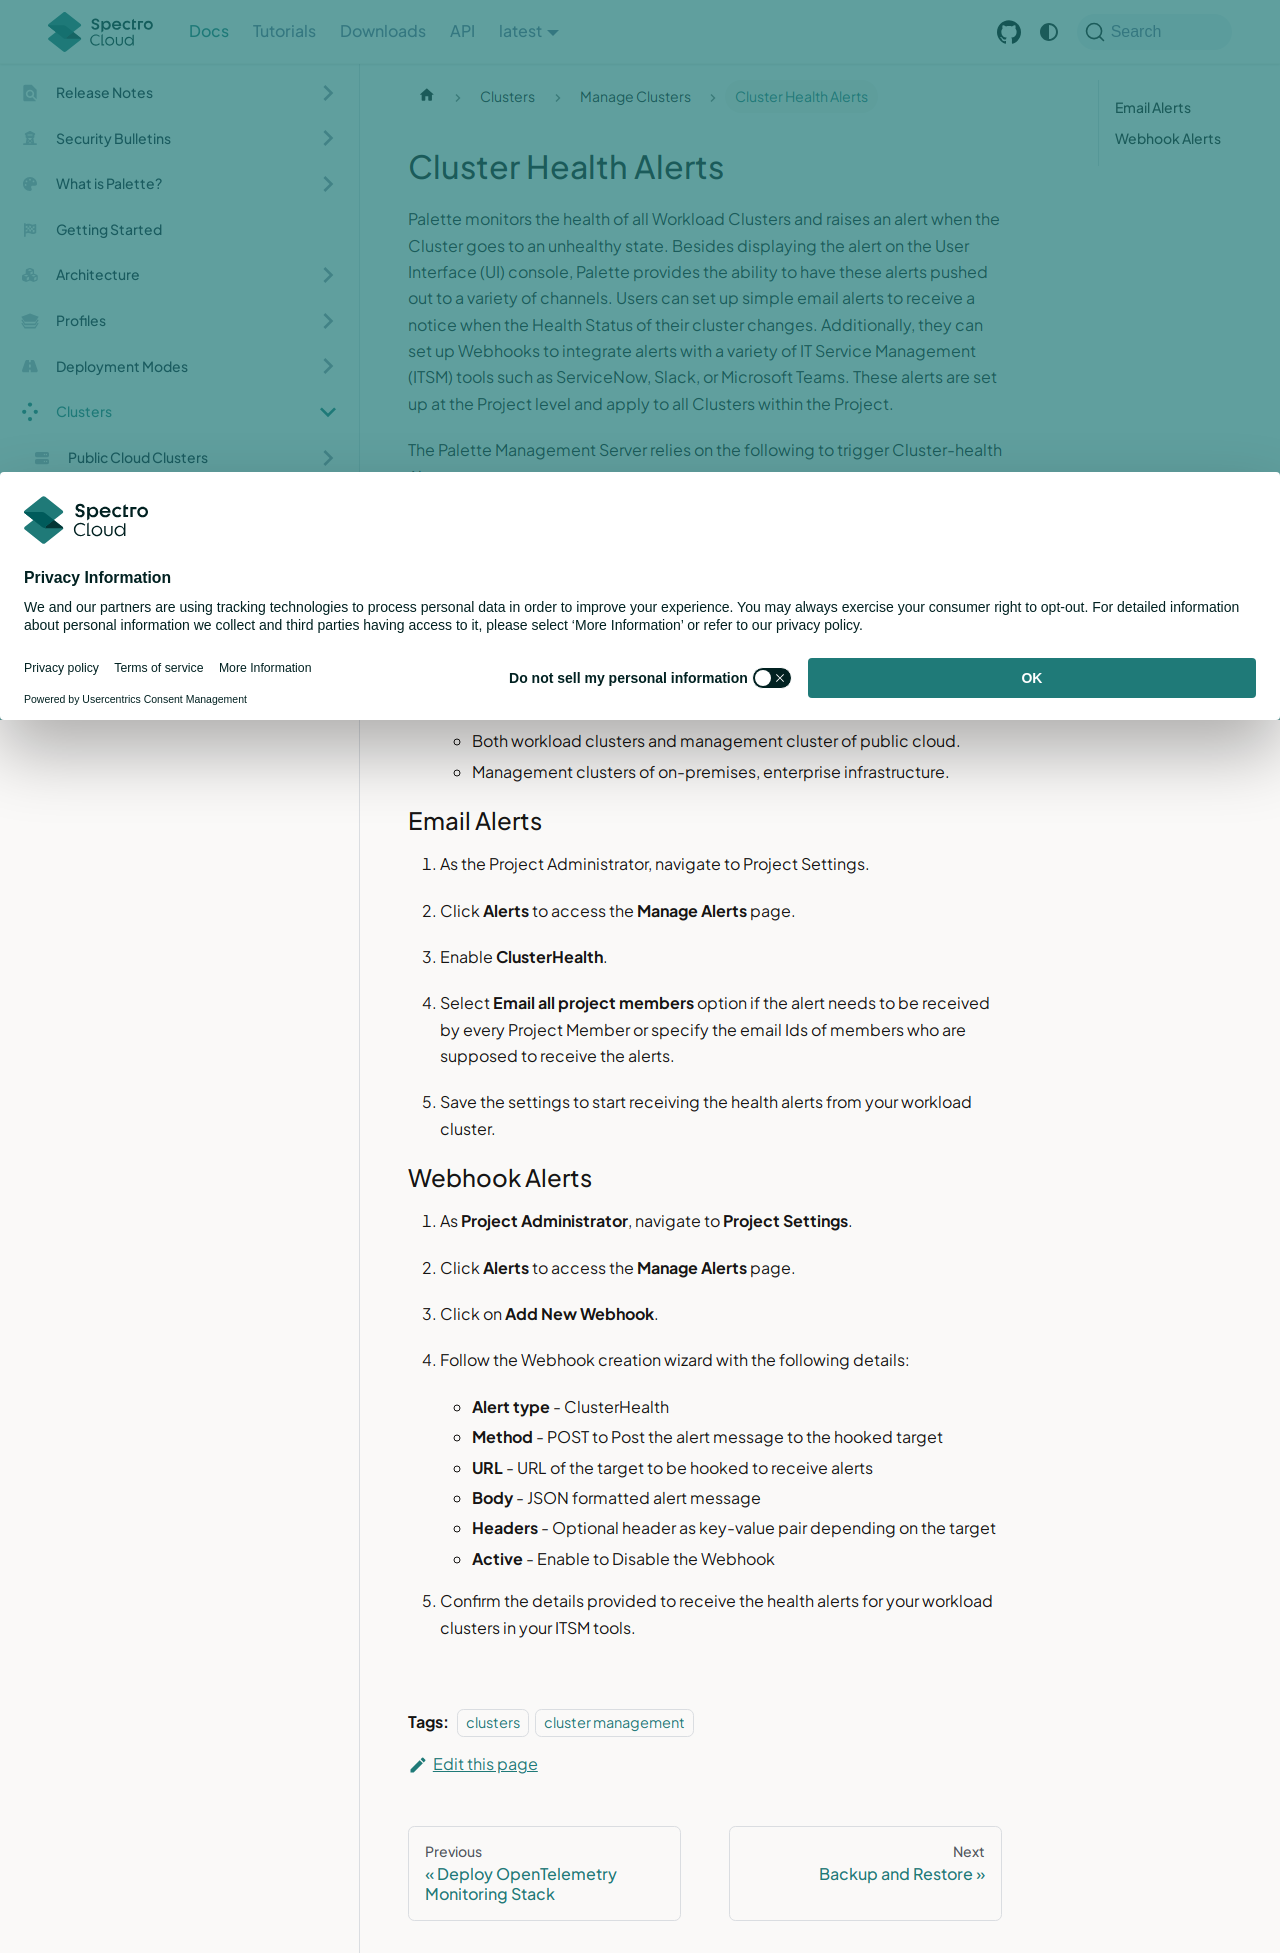 Spectro Cloud
Docs
Tutorials
Downloads
API
latest
Search
Release Notes
Security Bulletins
What is Palette?
Getting Started
Architecture
Profiles
Deployment Modes
Clusters
Public Cloud Clusters
Clusters
Manage Clusters
Cluster Health Alerts
Email Alerts
Webhook Alerts
Cluster Health Alerts
Palette monitors the health of all Workload Clusters and raises an alert when the
Cluster goes to an unhealthy state. Besides displaying the alert on the User
Interface (UI) console, Palette provides the ability to have these alerts pushed
out to a variety of channels. Users can set up simple email alerts to receive a
notice when the Health Status of their cluster changes. Additionally, they can
set up Webhooks to integrate alerts with a variety of IT Service Management
(ITSM) tools such as ServiceNow, Slack, or Microsoft Teams. These alerts are set
up at the Project level and apply to all Clusters within the Project.
The Palette Management Server relies on the following to trigger Cluster-health
Spectro Cloud
Privacy Information
We and our partners are using tracking technologies to process personal data in order to improve your experience. You may always exercise your consumer right to opt-out. For detailed information
about personal information we collect and third parties having access to it, please select ‘More Information’ or refer to our privacy policy.
Privacy policy
Terms of service
More Information
Do not sell my personal information
OK
Powered by Usercentrics Consent Management
Both workload clusters and management cluster of public cloud.
Management clusters of on-premises, enterprise infrastructure.
Email Alerts
1. As the Project Administrator, navigate to Project Settings.
2. Click Alerts to access the Manage Alerts page.
3. Enable ClusterHealth.
4. Select Email all project members option if the alert needs to be received
by every Project Member or specify the email Ids of members who are
supposed to receive the alerts.
5. Save the settings to start receiving the health alerts from your workload
cluster.
Webhook Alerts
1. As Project Administrator, navigate to Project Settings.
2. Click Alerts to access the Manage Alerts page.
3. Click on Add New Webhook.
4. Follow the Webhook creation wizard with the following details:
Alert type - ClusterHealth
Method - POST to Post the alert message to the hooked target
URL - URL of the target to be hooked to receive alerts
Body - JSON formatted alert message
Headers - Optional header as key-value pair depending on the target
Active - Enable to Disable the Webhook
5. Confirm the details provided to receive the health alerts for your workload
clusters in your ITSM tools.
Tags: clusters cluster management
Edit this page
Previous
« Deploy OpenTelemetry
Monitoring Stack
Next
Backup and Restore »